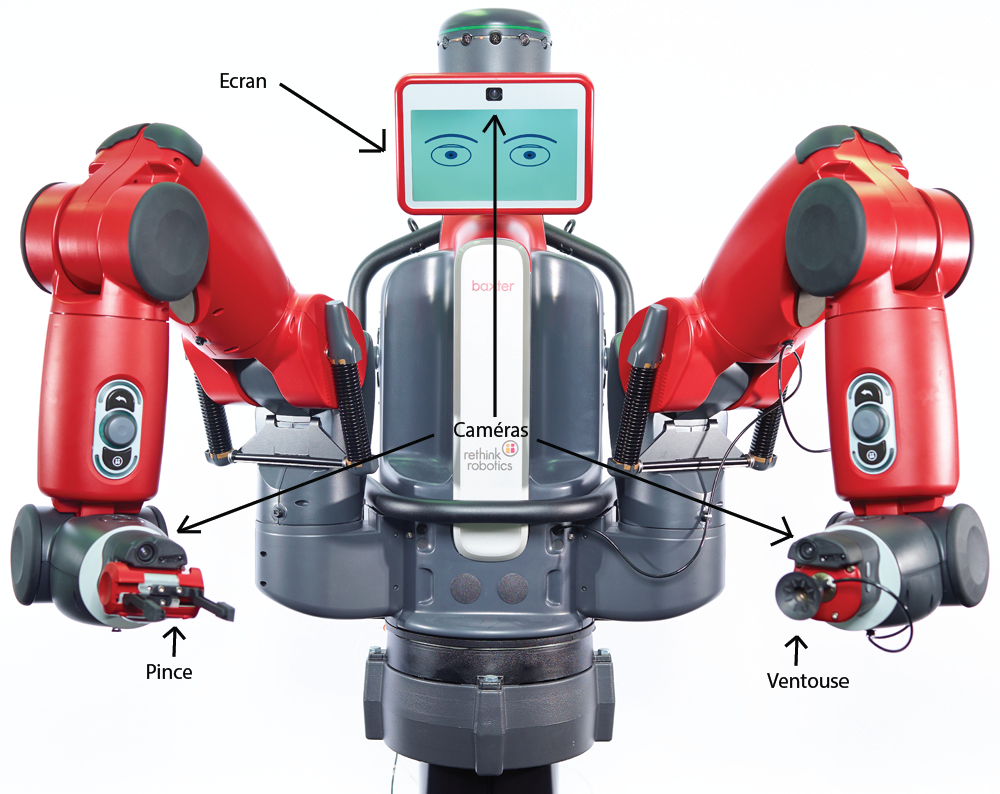 Ecran
baxter
Caméras
rethink
robotics
Pince
Ventouse